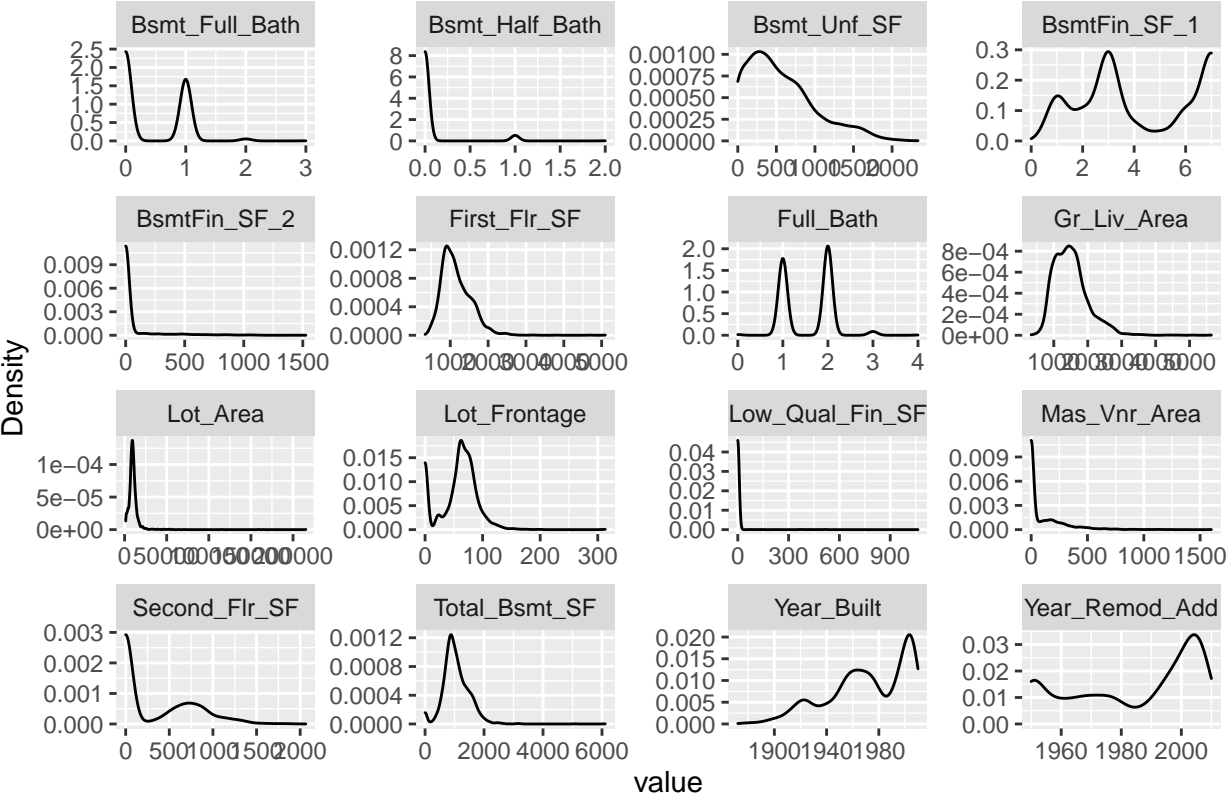 Bsmt_Full_Bath Bsmt_Half_Bath Bsmt_Unf_SF BsmtFin_SF_1
2.5 2.0 1.5 1.0 0.5 0.0
0 1 2 3
8 6 4 2 0
0.0 0.5 1.0 1.5 2.0
0.00100 0.00075 0.00050 0.00025 0.00000
0 500 1000 1500 2000
0.3 0.2 0.1 0.0
0 2 4 6
BsmtFin_SF_2 First_Flr_SF Full_Bath Gr_Liv_Area
0.009 0.006 0.003 0.000
0 500 1000 1500
0.0012 0.0008 0.0004 0.0000
1000 2000 3000 4000 5000
2.0 1.5 1.0 0.5 0.0
0 1 2 3 4
8e−04 6e−04 4e−04 2e−04 0e+00
1000 2000 3000 4000 5000
Density
Lot_Area Lot_Frontage Low_Qual_Fin_SF Mas_Vnr_Area
1e−04 5e−05 0e+00
0 50000 100000 150000 200000
0.015 0.010 0.005 0.000
0 100 200 300
0.04 0.03 0.02 0.01 0.00
0 300 600 900
0.009 0.006 0.003 0.000
0 500 1000 1500
Second_Flr_SF Total_Bsmt_SF Year_Built Year_Remod_Add
0.003 0.002 0.001 0.000
0 500 1000 1500 2000
0.0012 0.0008 0.0004 0.0000
0 2000 4000 6000
0.020 0.015 0.010 0.005 0.000
1900 1940 1980
0.03 0.02 0.01 0.00
1960 1980 2000
value